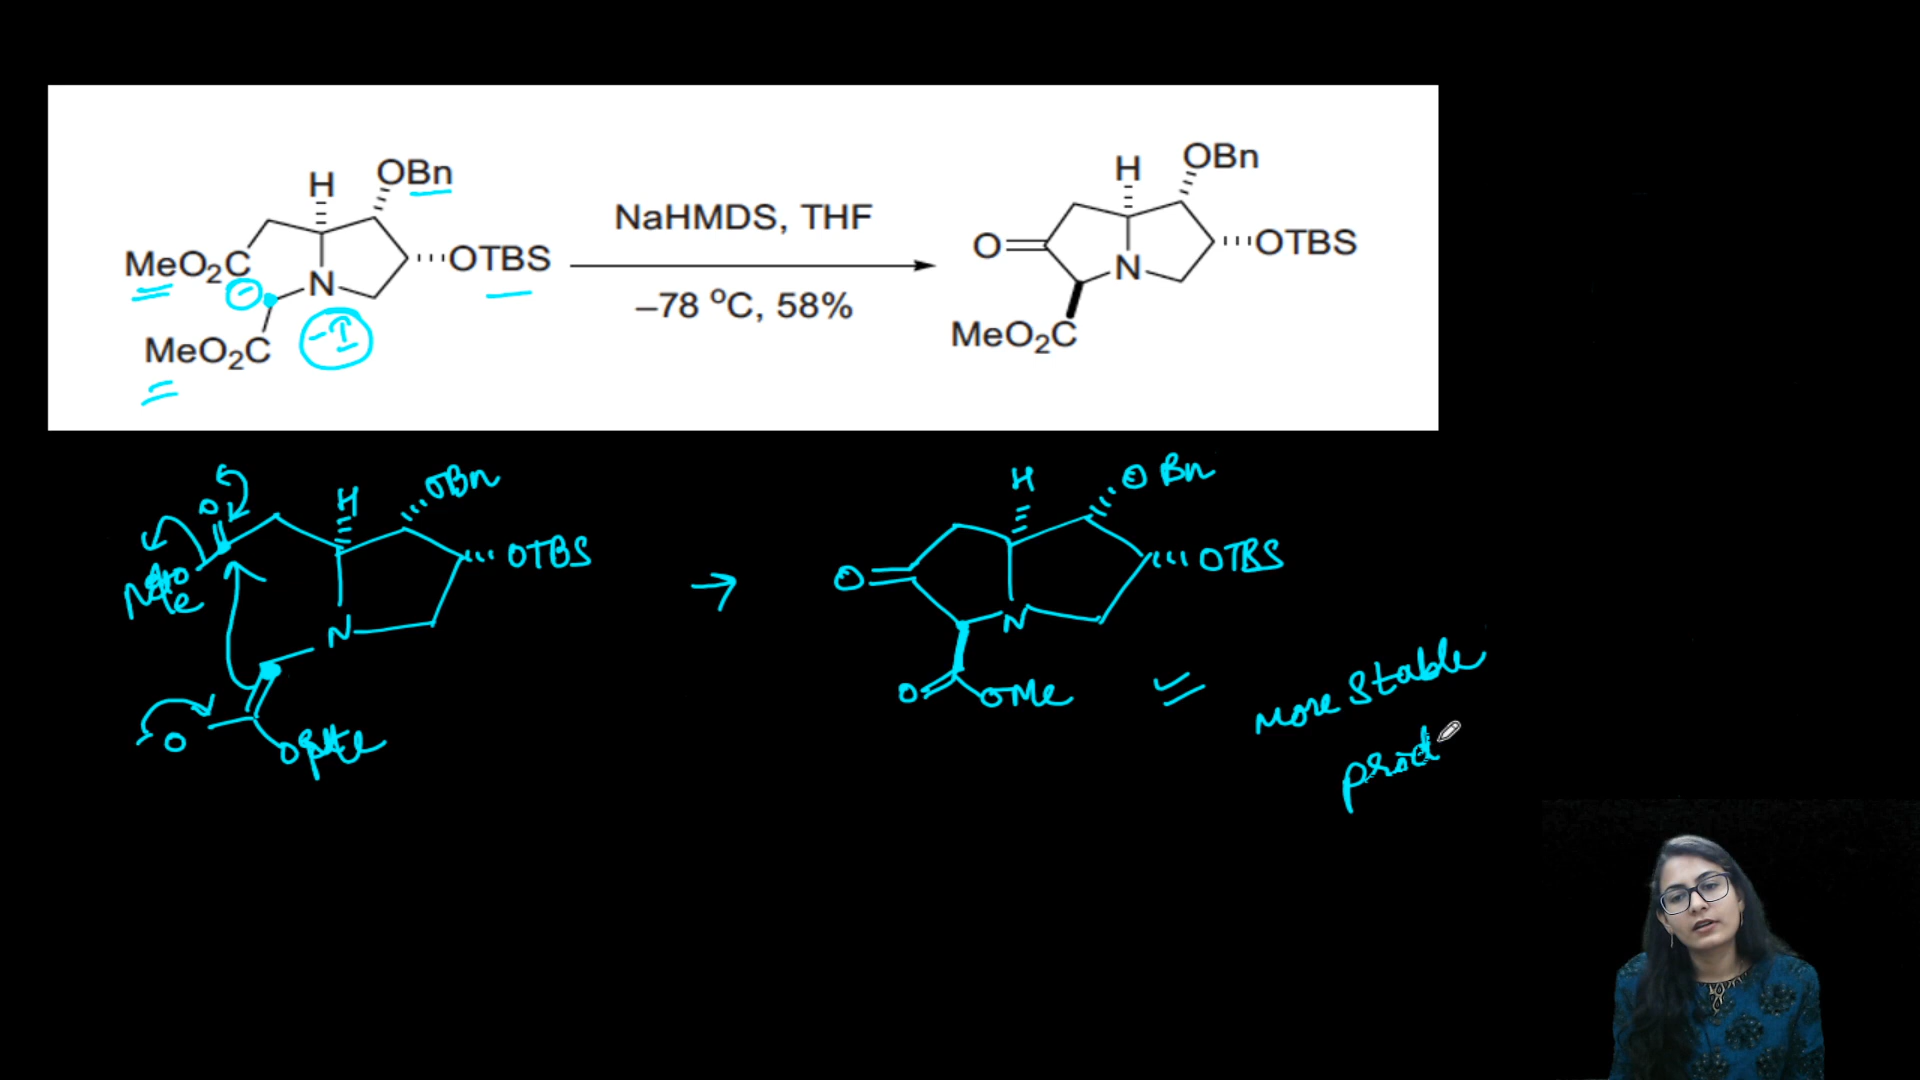 H OBn
MeO2C
N
OTBS
MeO2C
-I
NaHMDS, THF
–78 oC, 58%
H OBn
O
N
OTBS
MeO2C
O H OBn
OTBS
N
O
H OBn
O
OTBS
N
O OMe
More Stable
prod